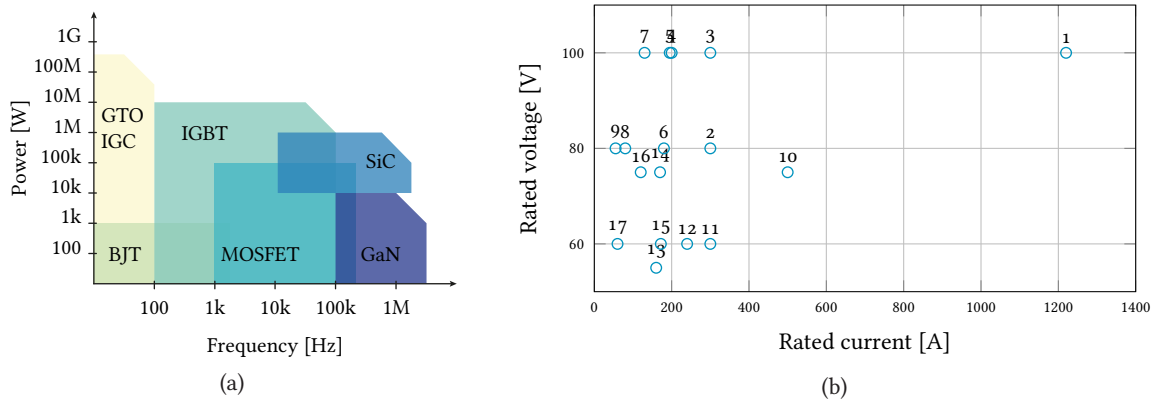 1G
100M
10M
1M
100k
10k
1k
100
Power [W]
GTO
IGC
IGBT
SiC
BJT
MOSFET
GaN
100 1k 10k 100k 1M
Frequency [Hz]
(a)
100
80
60
Rated voltage [V]
7 5 4 3 1
9 8 6 2
16 14 10
17 15 12 11
13
0 200 400 600 800 1000 1200 1400
Rated current [A]
(b)